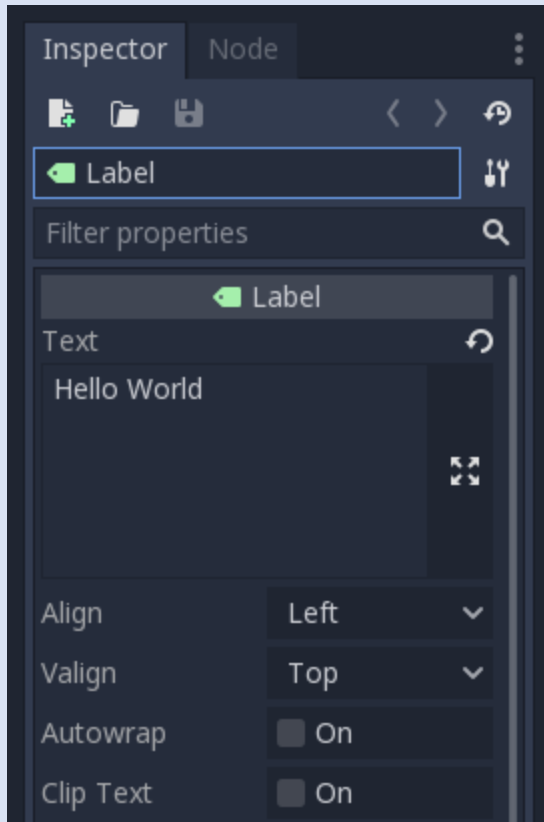 Inspector Node
Label
Filter properties
Label
Text
Hello World
Align Left
Valign Top
Autowrap On
Clip Text On